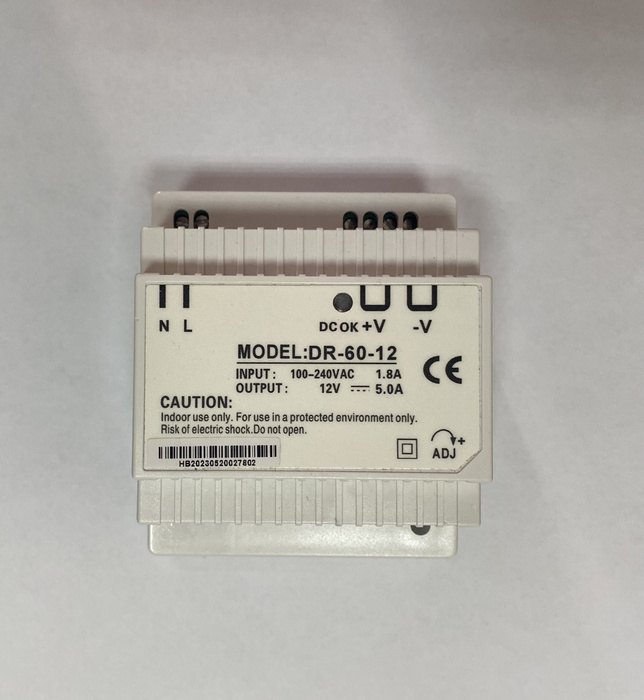 N L DC OK +V -V
MODEL:DR-60-12
INPUT: 100-240VAC 1.8A
OUTPUT: 12V ⎓ 5.0A
CE
CAUTION:
Indoor use only. For use in a protected environment only.
Risk of electric shock.Do not open.
HB20230520027802
+
ADJ